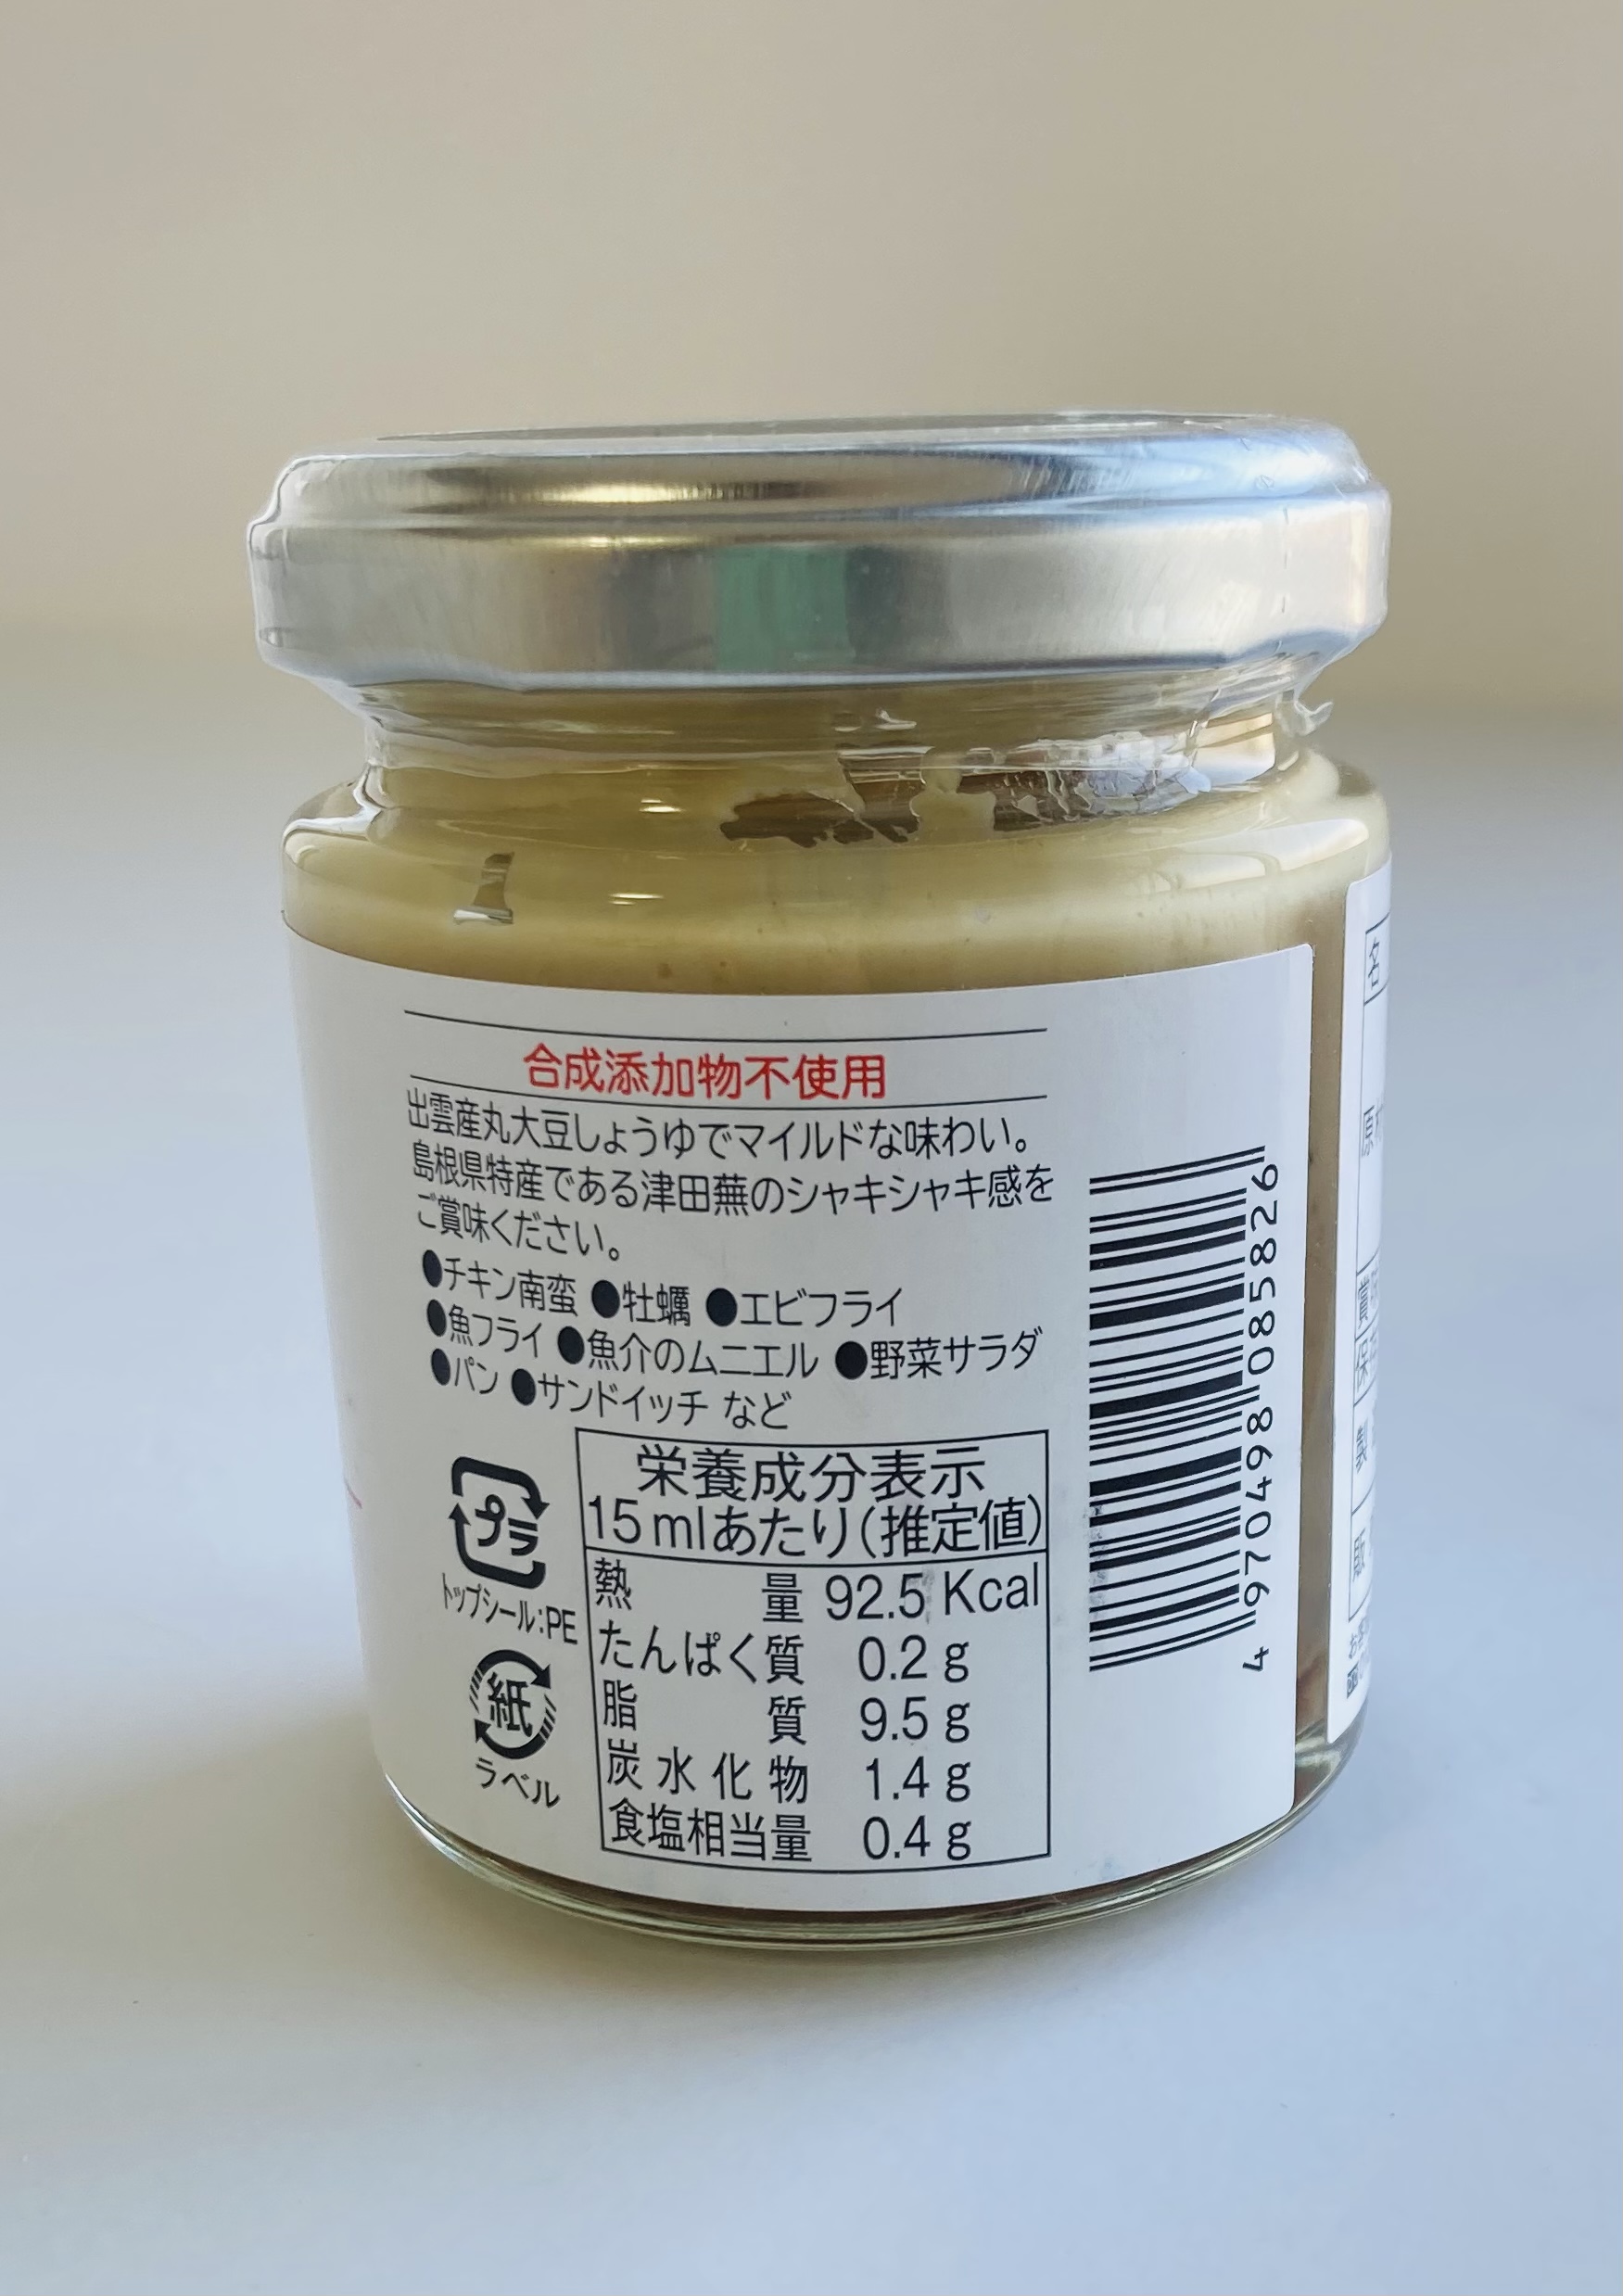 合成添加物不使用
出雲産丸大豆しょうゆでマイルドな味わい。
島根県特産である津田蕪のシャキシャキ感を
ご賞味ください。
●チキン南蛮 ●牡蠣 ●エビフライ
●魚フライ ●魚介のムニエル ●野菜サラダ
●パン ●サンドイッチ など
プラ
トップシール:PE
紙
ラベル
栄養成分表示
15mlあたり(推定値)
熱量 92.5 Kcal
たんぱく質 0.2 g
脂質 9.5 g
炭水化物 1.4 g
食塩相当量 0.4 g
4 970498 085826
名
原